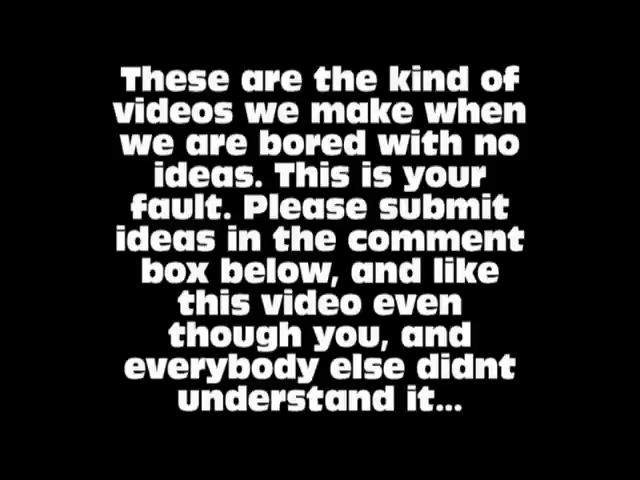 These are the kind of
videos we make when
we are bored with no
ideas. This is your
fault. Please submit
ideas in the comment
box below, and like
this video even
though you, and
everybody else didnt
understand it...